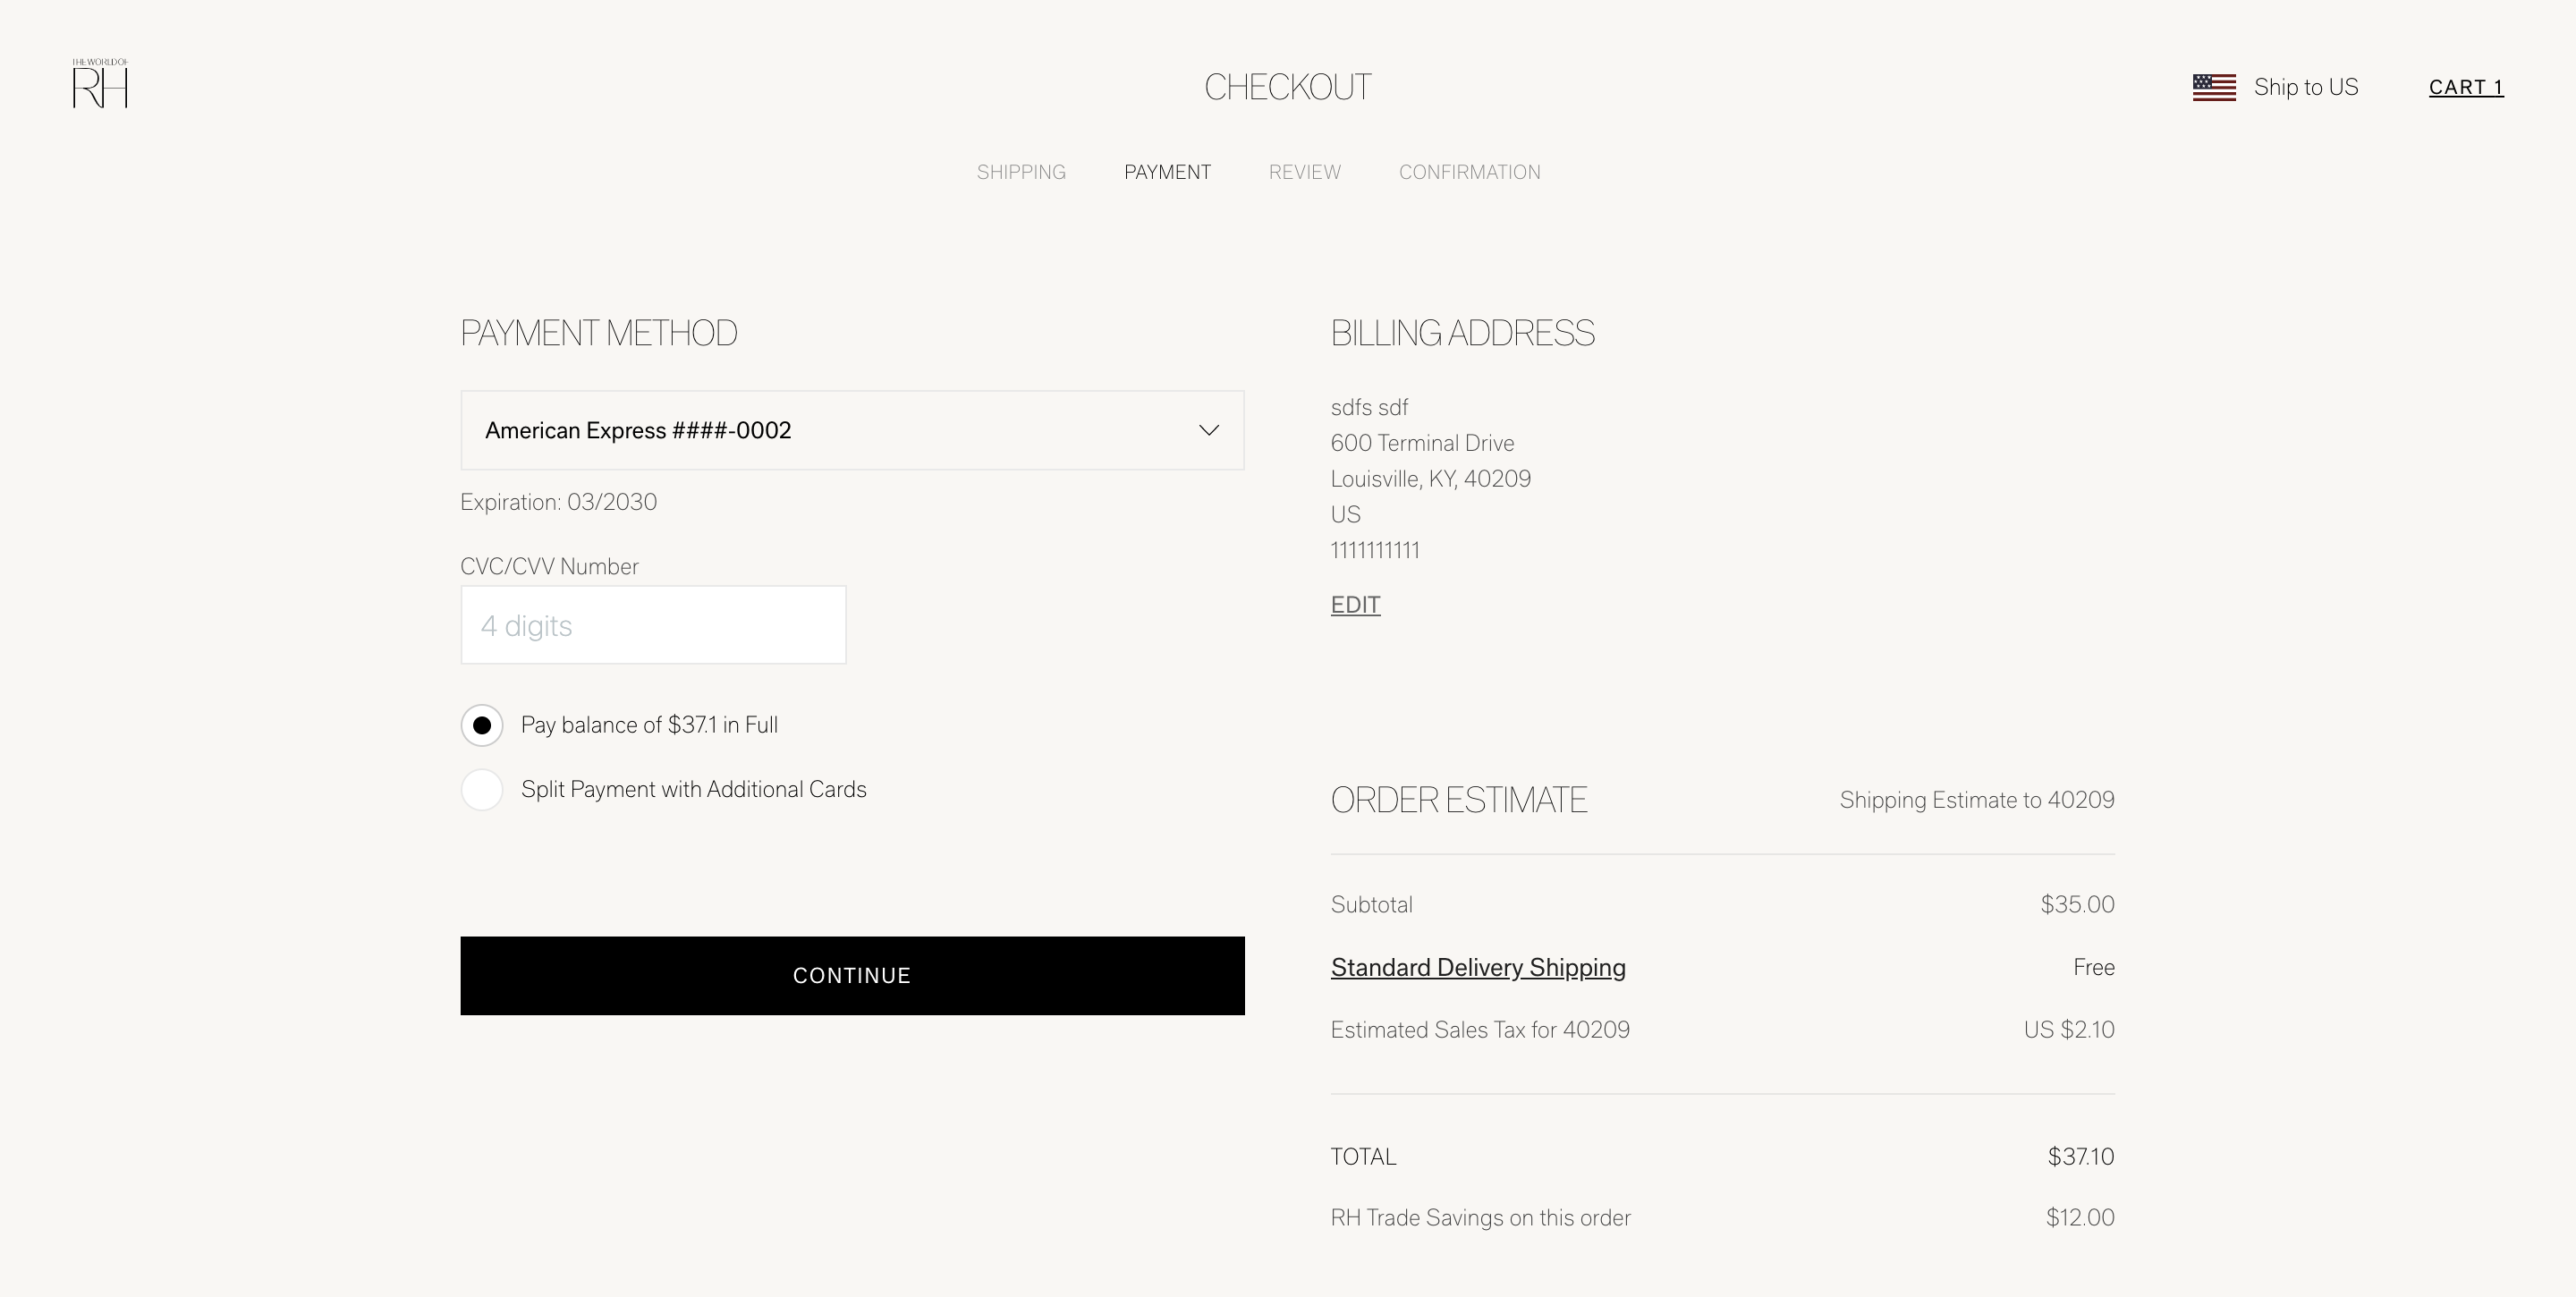 THE WORLD OF
RH
CHECKOUT
Ship to US
CART 1
SHIPPING PAYMENT REVIEW CONFIRMATION
PAYMENT METHOD
American Express ####-0002
Expiration: 03/2030
CVC/CVV Number
4 digits
Pay balance of $37.1 in Full
Split Payment with Additional Cards
CONTINUE
BILLING ADDRESS
sdfs sdf
600 Terminal Drive
Louisville, KY, 40209
US
1111111111
EDIT
ORDER ESTIMATE Shipping Estimate to 40209
Subtotal $35.00
Standard Delivery Shipping Free
Estimated Sales Tax for 40209 US $2.10
TOTAL $37.10
RH Trade Savings on this order $12.00